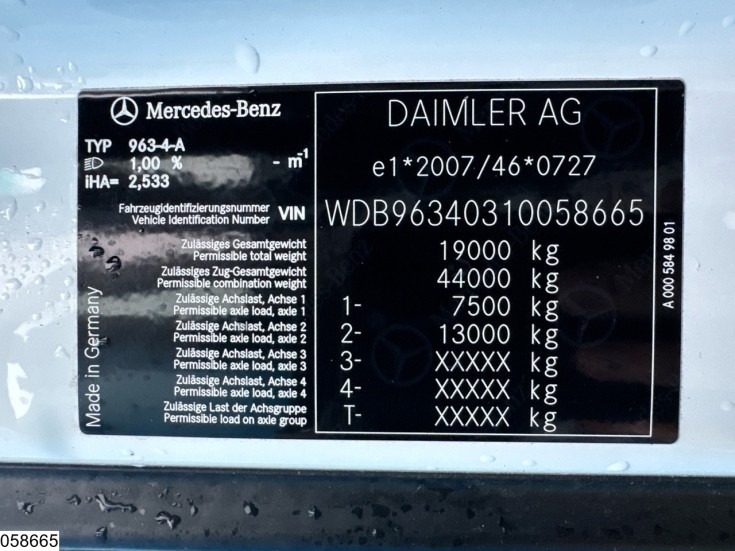 Mercedes-Benz
TYP 963-4-A
1,00 % - m-1
iHA= 2,533
Fahrzeugidentifizierungsnummer
Vehicle Identification Number VIN
Zulässiges Gesamtgewicht
Permissible total weight
Zulässiges Zug-Gesamtgewicht
Permissible combination weight
Zulässige Achslast, Achse 1
Permissible axle load, axle 1
Zulässige Achslast, Achse 2
Permissible axle load, axle 2
Zulässige Achslast, Achse 3
Permissible axle load, axle 3
Zulässige Achslast, Achse 4
Permissible axle load, axle 4
Zulässige Last der Achsgruppe
Permissible load on axle group
Made in Germany
DAIMLER AG
e1*2007/46*0727
WDB96340310058665
19000 kg
44000 kg
1- 7500 kg
2- 13000 kg
3- XXXXX kg
4- XXXXX kg
T- XXXXX kg
A 000 584 98 01
058665